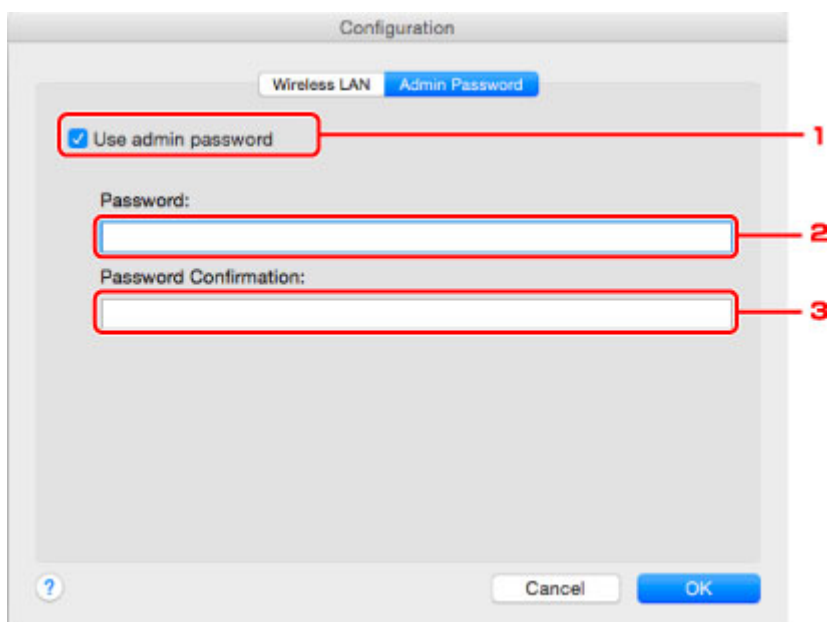 Configuration
Wireless LAN Admin Password
Use admin password 1
Password:
2
Password Confirmation:
3
? Cancel OK